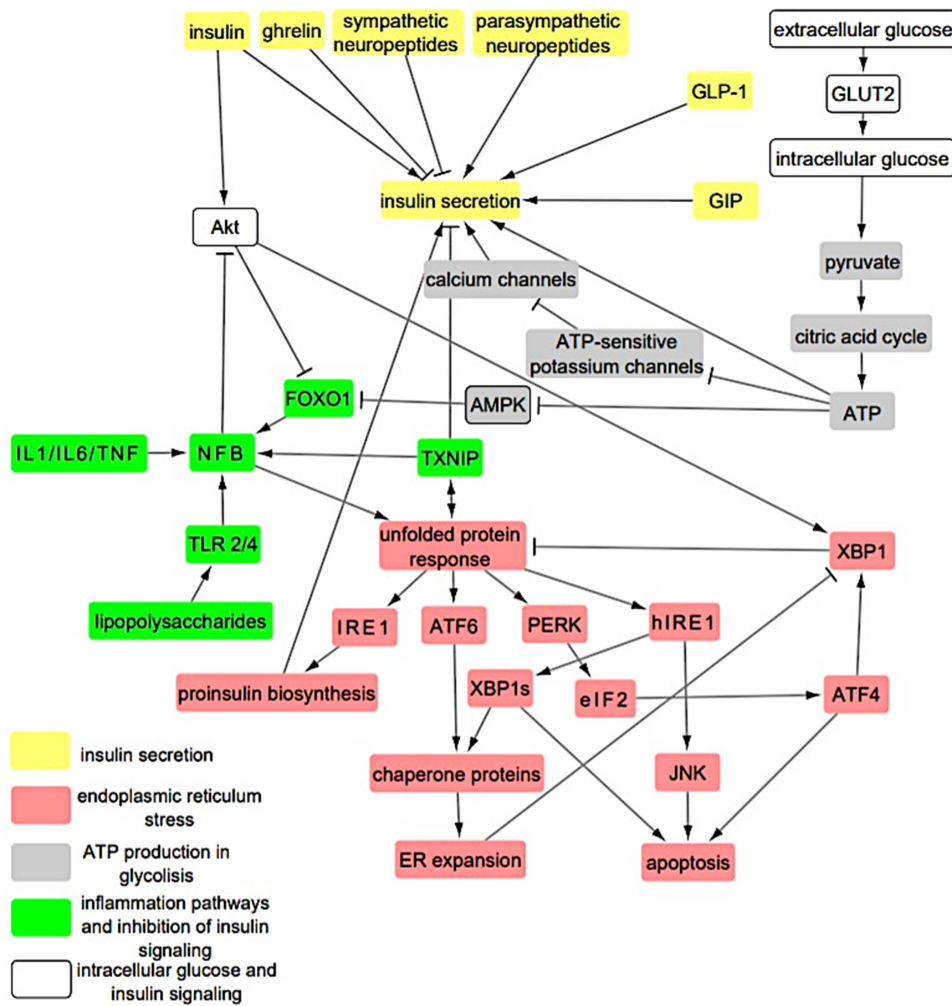 insulin
ghrelin
sympathetic
neuropeptides
parasympathetic
neuropeptides
extracellular glucose
GLP-1
GLUT2
intracellular glucose
insulin secretion
GIP
Akt
calcium channels
pyruvate
ATP-sensitive
potassium channels
citric acid cycle
FOXO1
AMPK
ATP
IL1/IL6/TNF
NFB
TXNIP
TLR 2/4
unfolded protein
response
XBP1
lipopolysaccharides
IRE1
ATF6
PERK
hIRE1
proinsulin biosynthesis
XBP1s
eIF2
ATF4
chaperone proteins
JNK
ER expansion
apoptosis
insulin secretion
endoplasmic reticulum
stress
ATP production in
glycolisis
inflammation pathways
and inhibition of insulin
signaling
intracellular glucose and
insulin signaling